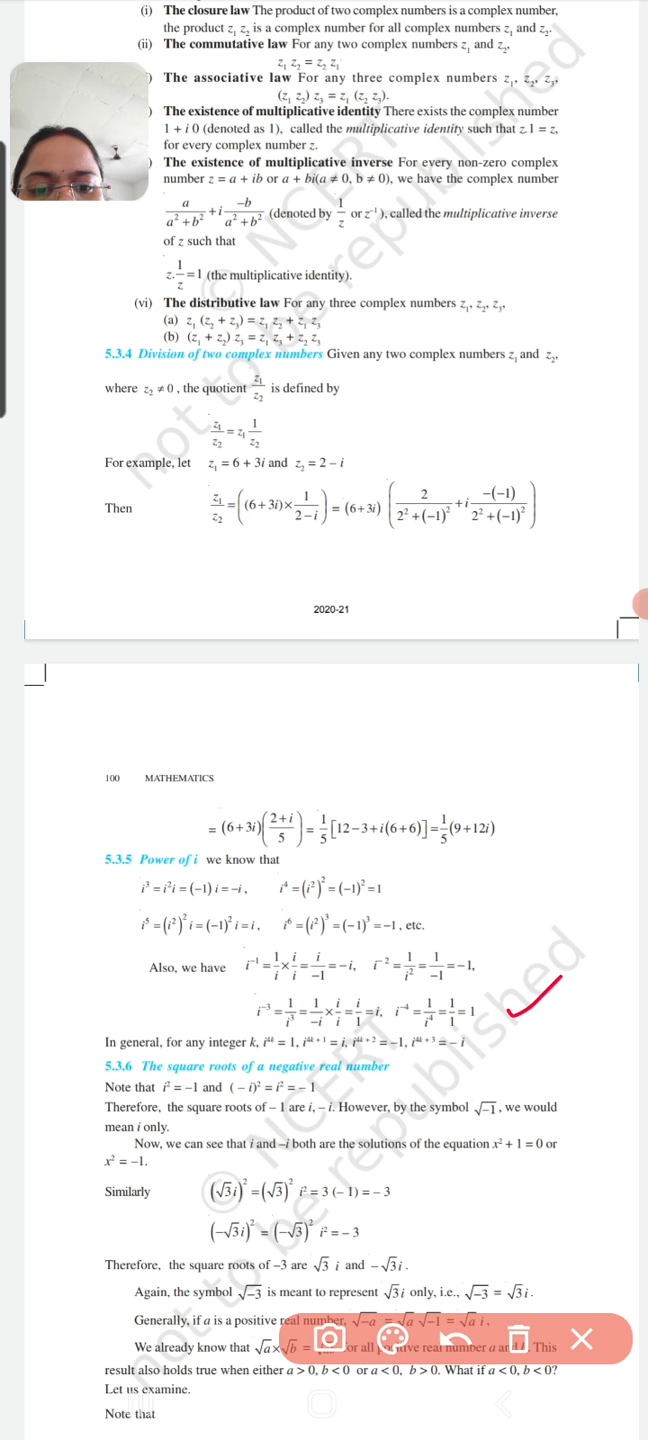 (i) The closure law The product of two complex numbers is a complex number,
the product z₁ z₂ is a complex number for all complex numbers z₁ and z₂.
(ii) The commutative law For any two complex numbers z₁ and z₂,
z₁ z₂ = z₂ z₁
) The associative law For any three complex numbers z₁, z₂, z₃,
(z₁ z₂) z₃ = z₁ (z₂ z₃).
) The existence of multiplicative identity There exists the complex number
1 + i 0 (denoted as 1), called the multiplicative identity such that z.1 = z,
for every complex number z.
) The existence of multiplicative inverse For every non-zero complex
number z = a + ib or a + bi(a ≠ 0, b ≠ 0), we have the complex number
a/(a² + b²) + i (–b)/(a² + b²) (denoted by 1/z or z⁻¹), called the multiplicative inverse
of z such that
z. 1/z = 1 (the multiplicative identity).
(vi) The distributive law For any three complex numbers z₁, z₂, z₃,
(a) z₁ (z₂ + z₃) = z₁ z₂ + z₁ z₃
(b) (z₁ + z₂) z₃ = z₁ z₃ + z₂ z₃
5.3.4 Division of two complex numbers Given any two complex numbers z₁ and z₂,
where z₂ ≠ 0, the quotient z₁/z₂ is defined by
z₁/z₂ = z₁ 1/z₂
For example, let z₁ = 6 + 3i and z₂ = 2 – i
Then z₁/z₂ = ((6+3i) × 1/(2–i)) = (6+3i) (2/(2² + (–1)²) + i –(–1)/(2² + (–1)²))
2020-21
100 MATHEMATICS
= (6+3i)((2+i)/5) = 1/5 [12–3+i(6+6)] = 1/5 (9+12i)
5.3.5 Power of i we know that
i³ = i²i = (–1) i = –i, i⁴ = (i²)² = (–1)² = 1
i⁵ = (i²)² i = (–1)² i = i, i⁶ = (i²)³ = (–1)³ = –1, etc.
Also, we have i⁻¹ = 1/i × i/i = i/–1 = –i, i⁻² = 1/i² = 1/–1 = –1,
i⁻³ = 1/i³ = 1/–i × i/i = i/1 = i, i⁻⁴ = 1/i⁴ = 1/1 = 1
In general, for any integer k, i⁴ᵏ = 1, i⁴ᵏ⁺¹ = i, i⁴ᵏ⁺² = –1, i⁴ᵏ⁺³ = – i
5.3.6 The square roots of a negative real number
Note that i² = –1 and ( – i)² = i² = – 1
Therefore, the square roots of – 1 are i, – i. However, by the symbol √–1, we would
mean i only.
Now, we can see that i and –i both are the solutions of the equation x² + 1 = 0 or
x² = –1.
Similarly (√3 i)² = (√3)² i² = 3 (– 1) = – 3
(–√3 i)² = (–√3)² i² = – 3
Therefore, the square roots of –3 are √3 i and –√3 i.
Again, the symbol √–3 is meant to represent √3 i only, i.e., √–3 = √3 i.
Generally, if a is a positive real number, √–a = √a √–1 = √a i.
We already know that √a × √b = for all positive real number a and This
result also holds true when either a > 0, b < 0 or a < 0, b > 0. What if a < 0, b < 0?
Let us examine.
Note that
© NCERT
not to be republished
© NCERT
not to be republished